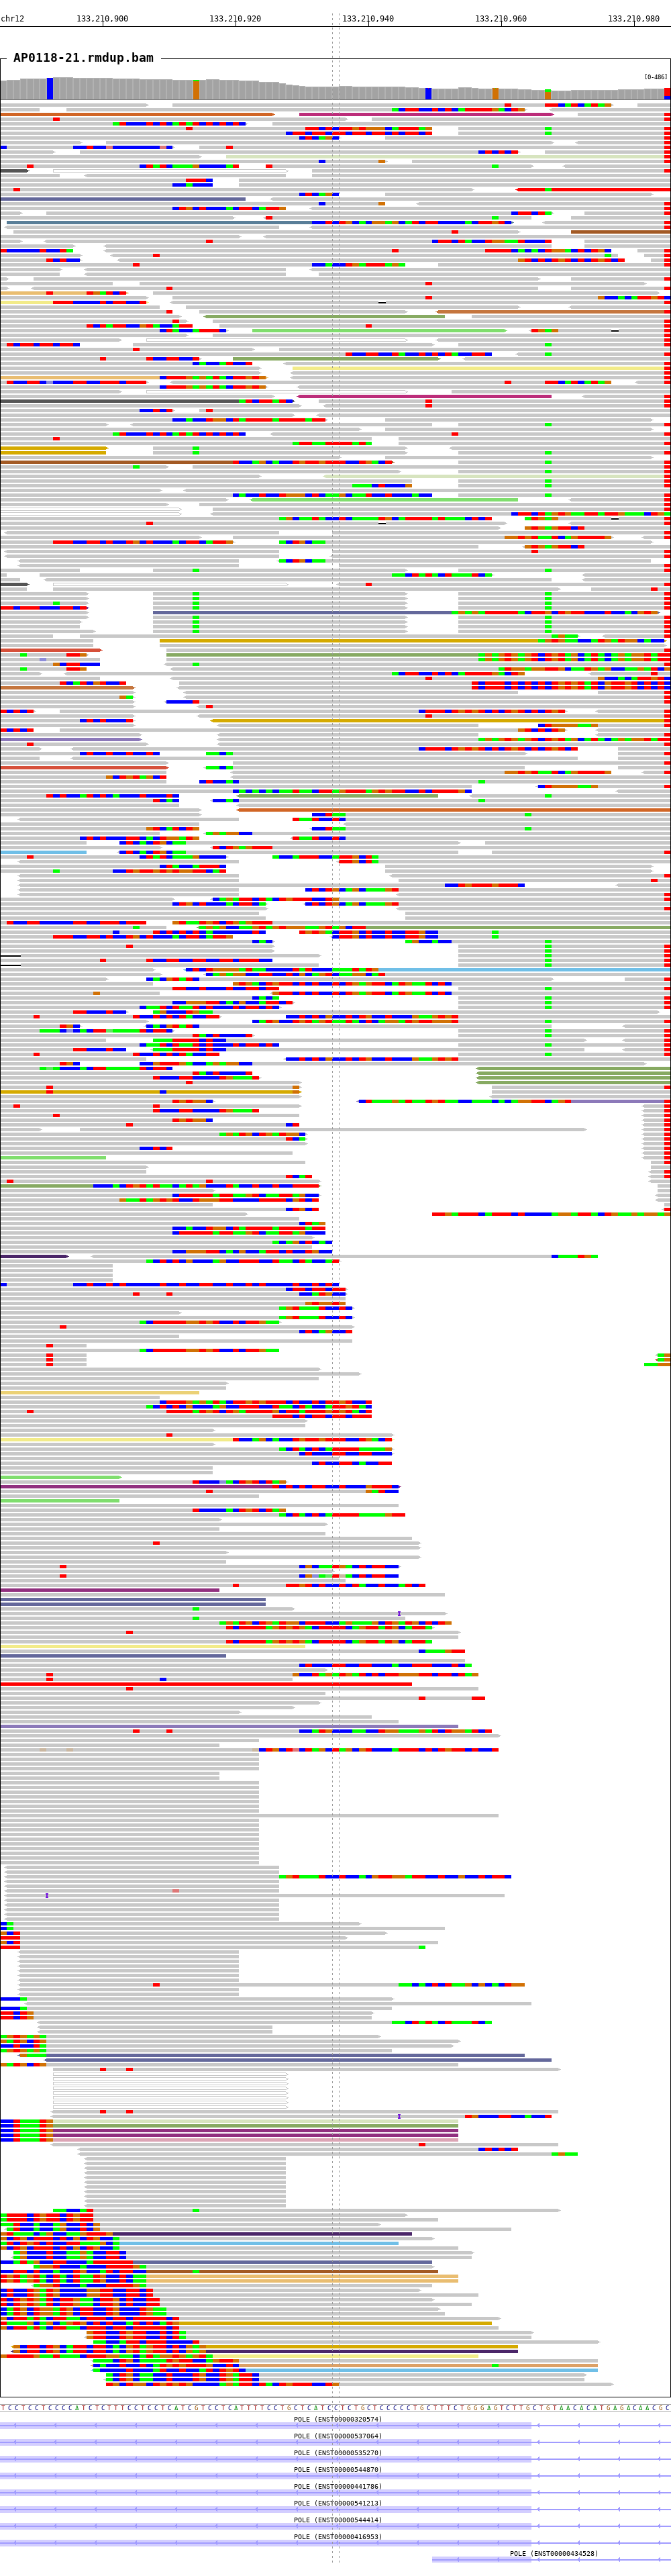 chr12
133,210,900 133,210,920 133,210,940 133,210,960 133,210,980
AP0118-21.rmdup.bam
[0-486]
TCCTCCTCCCCATCTCTTTCCTCCTCATCGTCCTCATTTTCCTGCTCATCCTCTGCTCCCCCTGCTTTCTGGGAGTCTTGCTGTAACACATGAGACAACGC
POLE (ENST00000320574)
POLE (ENST00000537064)
POLE (ENST00000535270)
POLE (ENST00000544870)
POLE (ENST00000441786)
POLE (ENST00000541213)
POLE (ENST00000544414)
POLE (ENST00000416953)
POLE (ENST00000434528)